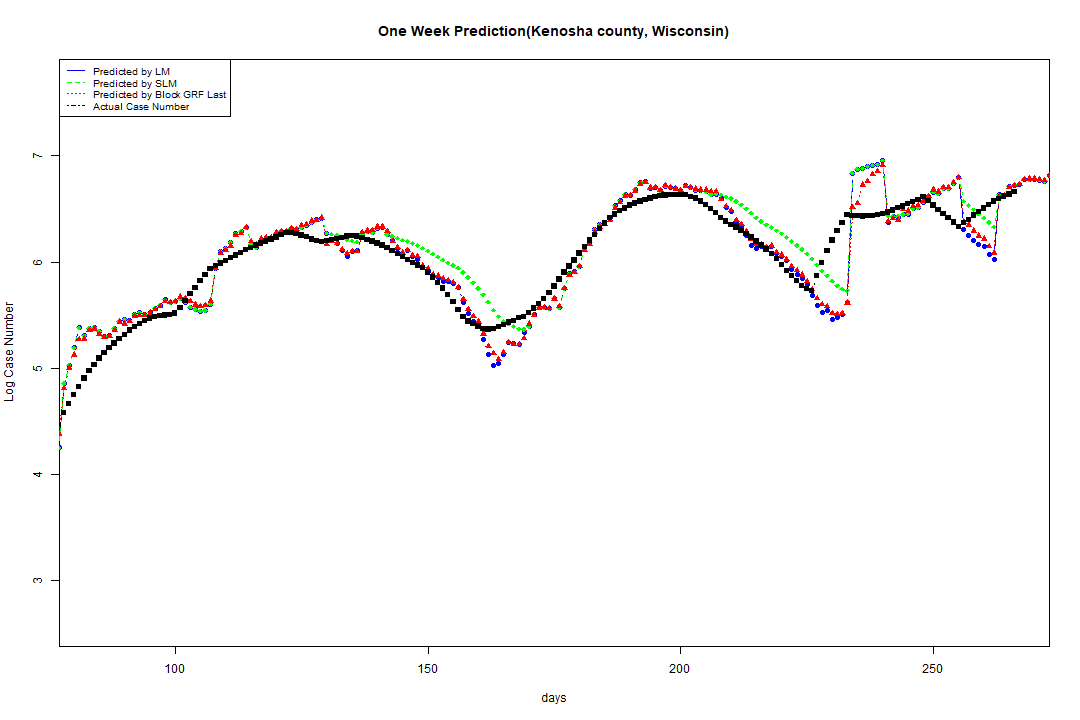 One Week Prediction(Kenosha county, Wisconsin)
Predicted by LM
Predicted by SLM
Predicted by Block GRF Last
Actual Case Number
7
6
5
4
3
Log Case Number
100 150 200 250
days